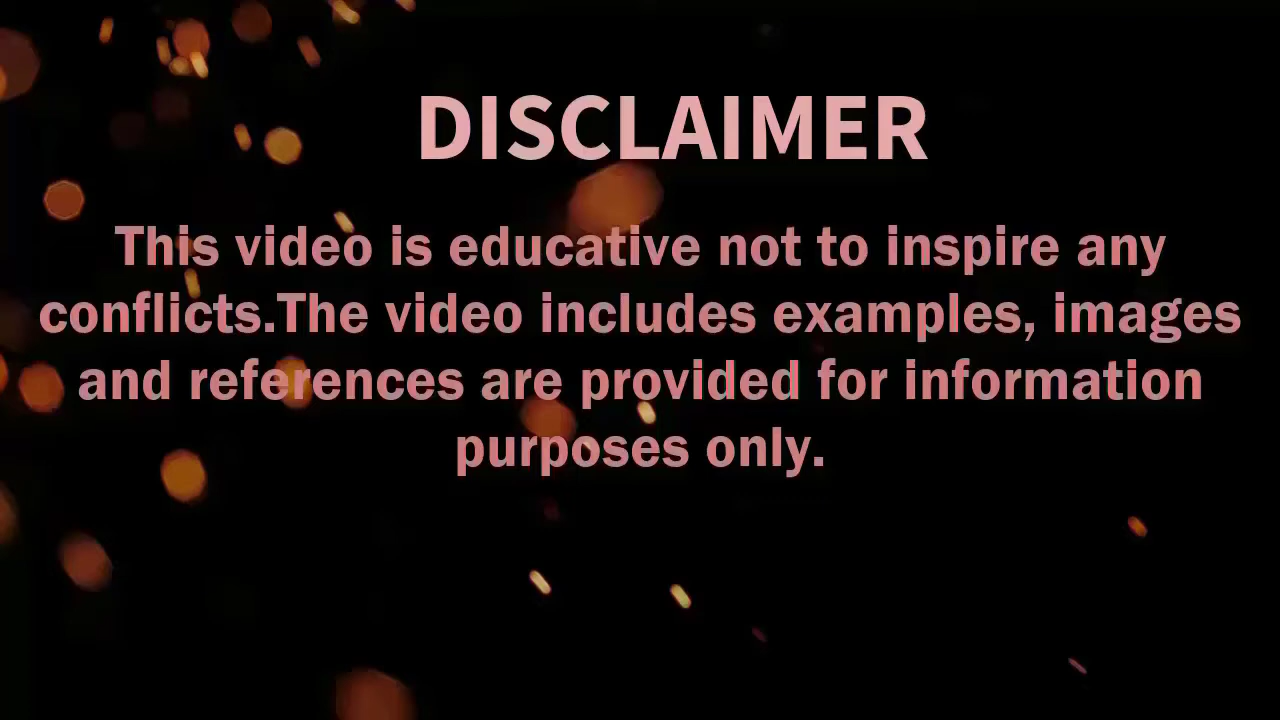 DISCLAIMER
This video is educative not to inspire any
conflicts.The video includes examples, images
and references are provided for information
purposes only.